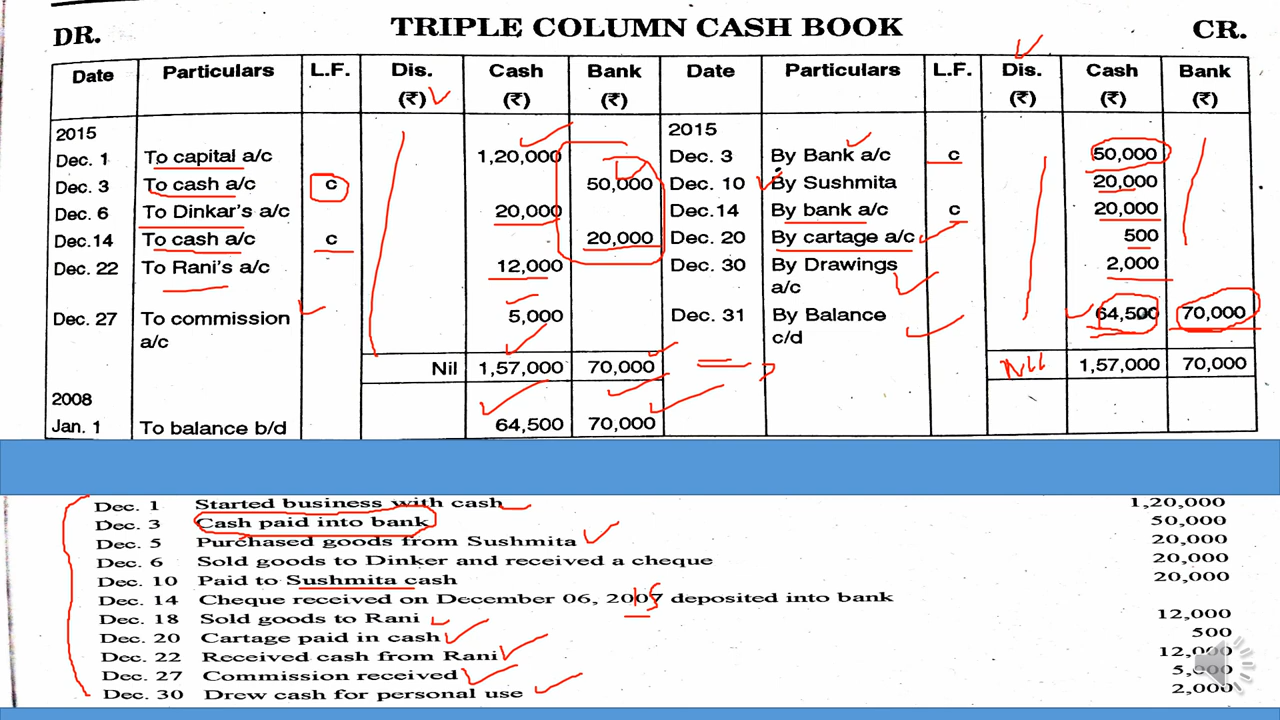 TRIPLE COLUMN CASH BOOK
DR. CR.
Date Particulars L.F. Dis. (₹) Cash (₹) Bank (₹) Date Particulars L.F. Dis. (₹) Cash (₹) Bank (₹)
2015 2015
Dec. 1 To capital a/c 1,20,000 Dec. 3 By Bank a/c c 50,000
Dec. 3 To cash a/c c 50,000 Dec. 10 By Sushmita 20,000
Dec. 6 To Dinkar's a/c 20,000 Dec.14 By bank a/c c 20,000
Dec.14 To cash a/c c 20,000 Dec. 20 By cartage a/c 500
Dec. 22 To Rani's a/c 12,000 Dec. 30 By Drawings 2,000
a/c
Dec. 27 To commission 5,000 Dec. 31 By Balance 64,500 70,000
a/c c/d
Nil 1,57,000 70,000 Nil 1,57,000 70,000
2008
Jan. 1 To balance b/d 64,500 70,000
Dec. 1 Started business with cash 1,20,000
Dec. 3 Cash paid into bank 50,000
Dec. 5 Purchased goods from Sushmita 20,000
Dec. 6 Sold goods to Dinker and received a cheque 20,000
Dec. 10 Paid to Sushmita cash 20,000
Dec. 14 Cheque received on December 06, 2007 deposited into bank
15
Dec. 18 Sold goods to Rani 12,000
Dec. 20 Cartage paid in cash 500
Dec. 22 Received cash from Rani 12,000
Dec. 27 Commission received 5,000
Dec. 30 Drew cash for personal use 2,000